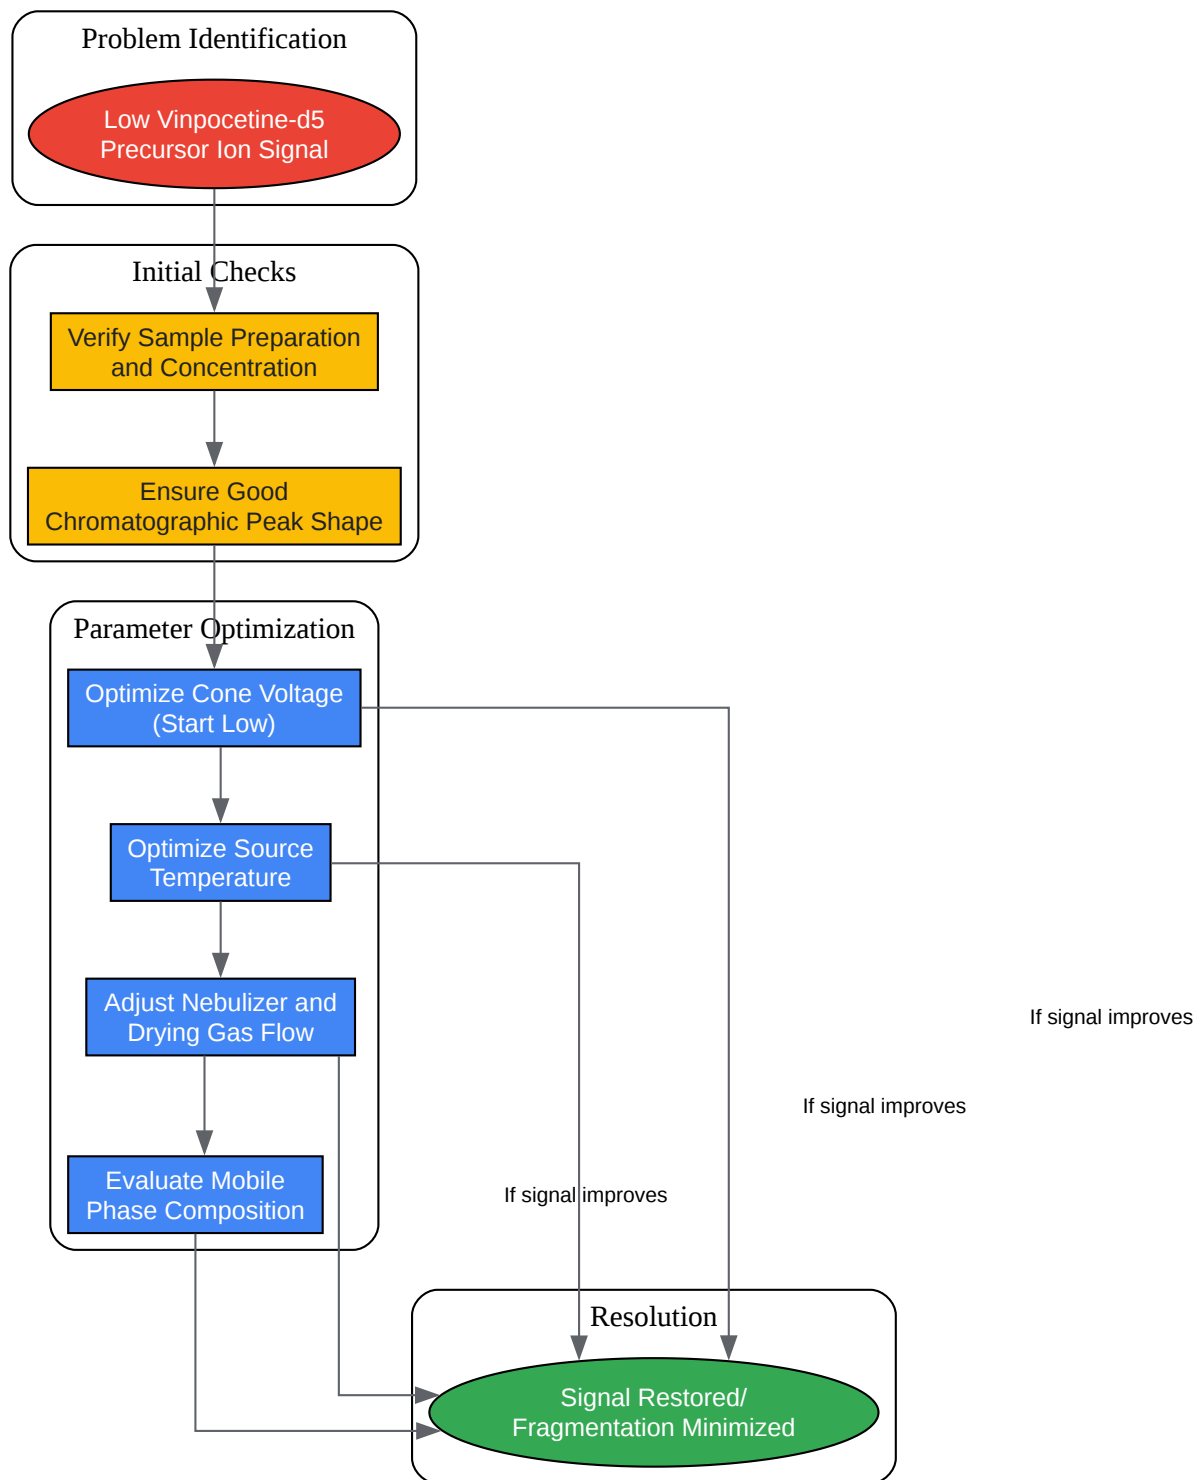 Problem Identification
Low Vinpocetine-d5
Precursor Ion Signal
Initial Checks
Verify Sample Preparation
and Concentration
Ensure Good
Chromatographic Peak Shape
Parameter Optimization
Optimize Cone Voltage
(Start Low)
Optimize Source
Temperature
Adjust Nebulizer and
Drying Gas Flow
If signal improves
If signal improves
Evaluate Mobile
Phase Composition
If signal improves
Resolution
Signal Restored/
Fragmentation Minimized